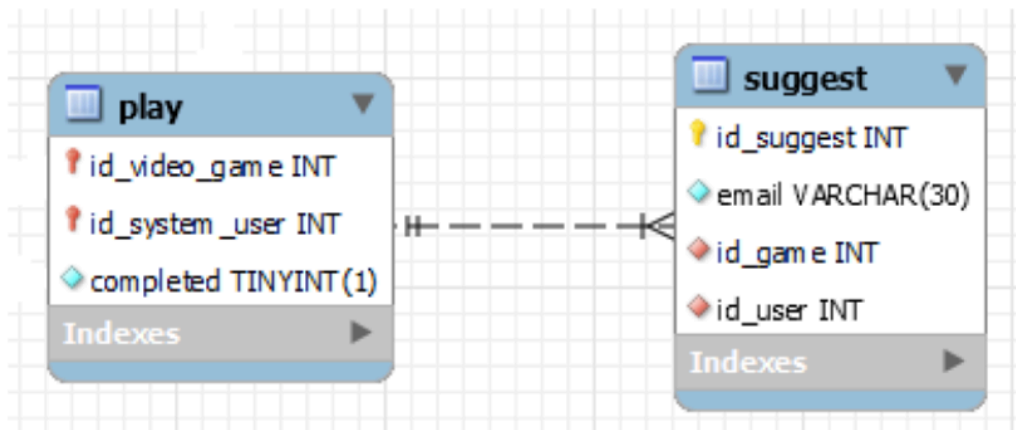 play
id_video_game INT
id_system_user INT
completed TINYINT(1)
Indexes
suggest
id_suggest INT
email VARCHAR(30)
id_game INT
id_user INT
Indexes